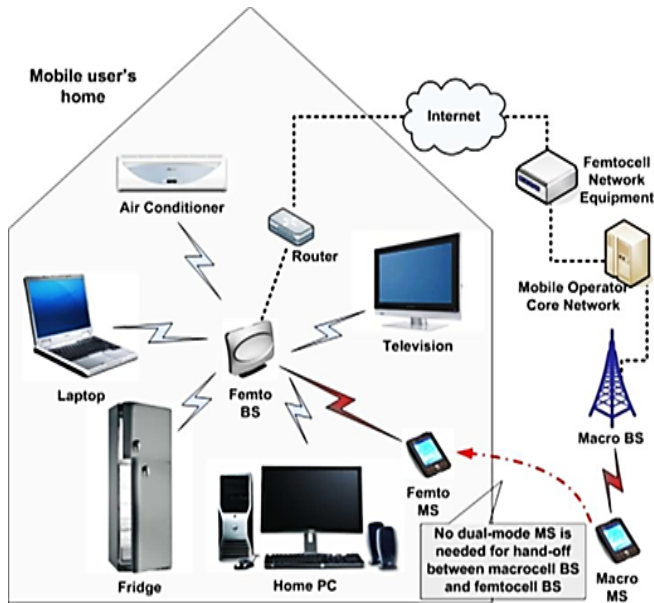 Mobile user's
home
Internet
Femtocell
Network
Equipment
Air Conditioner
Router
Mobile Operator
Core Network
Television
Laptop
Femto
BS
Macro BS
Femto
MS
No dual-mode MS is
needed for hand-off
between macrocell BS
and femtocell BS
Fridge
Home PC
Macro
MS